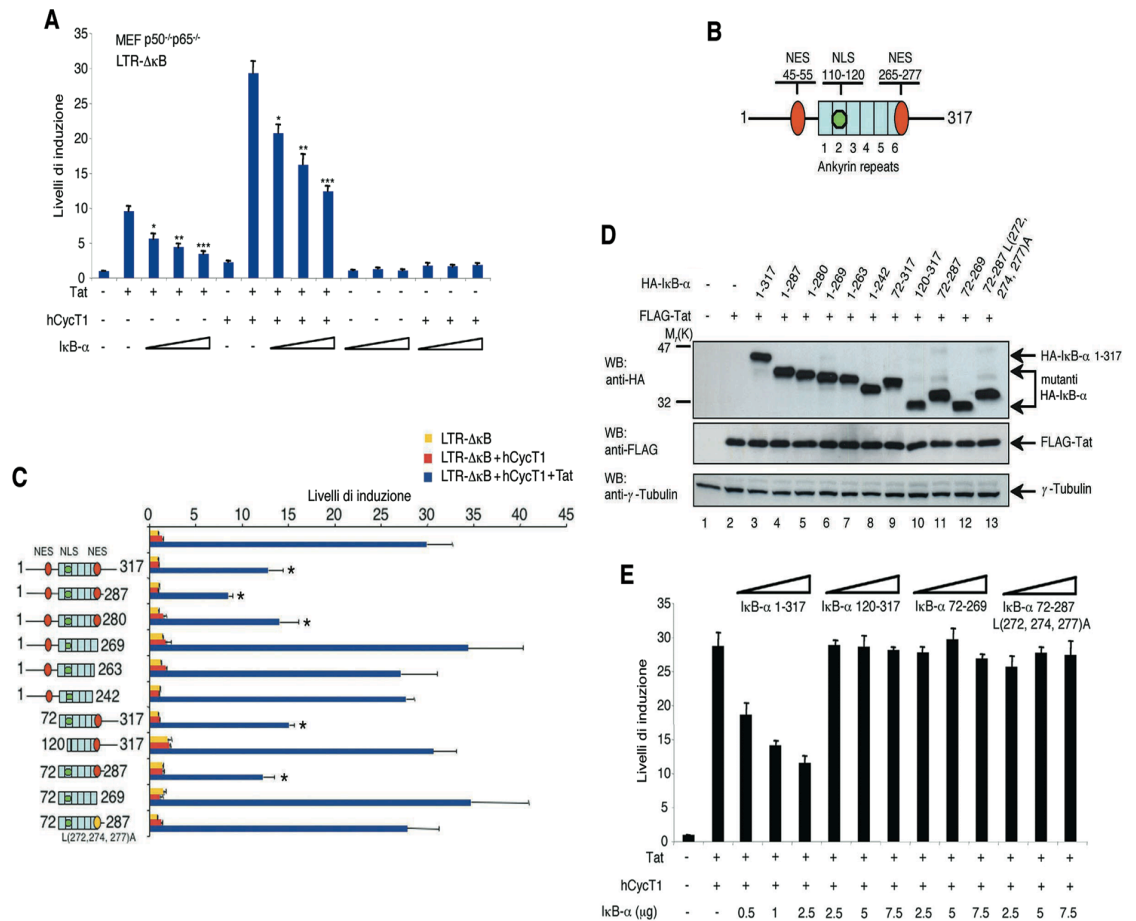 A
MEF p50-/-p65-/-
LTR-ΔκB
Livelli di induzione
35
30
25
20
15
10
5
0
* ** *** * ** ***
Tat - + + + + - + + + + - - - - - -
hCycT1 - - - - - + + + + + - - - + + +
IκB-α - - - -
B
NES NLS NES
45-55 110-120 265-277
1 317
1 2 3 4 5 6
Ankyrin repeats
C
LTR-ΔκB
LTR-ΔκB+hCycT1
LTR-ΔκB+hCycT1+Tat
Livelli di induzione
0 5 10 15 20 25 30 35 40 45
NES NLS NES
1 317 *
1 287 *
1 280 *
1 269
1 263
1 242
72 317 *
120 317
72 287 *
72 269
72 287
L(272,274, 277)A
D
HA-IκB-α - - 1-317 1-287 1-280 1-289 1-263 1-242 72-317 120-317 72-287 72-269 72-287 L(272, 274, 277)A
FLAG-Tat - + + + + + + + + + + + +
Mr(K)
47
32
WB:
anti-HA
HA-IκB-α 1-317
mutanti
HA-IκB-α
WB:
anti-FLAG
FLAG-Tat
WB:
anti-γ-Tubulin
γ-Tubulin
1 2 3 4 5 6 7 8 9 10 11 12 13
E
IκB-α 1-317 IκB-α 120-317 IκB-α 72-269 IκB-α 72-287
L(272, 274, 277)A
Livelli di induzione
35
30
25
20
15
10
5
0
Tat - + + + + + + + + + + + + +
hCycT1 - + + + + + + + + + + + + +
IκB-α (μg) - - 0.5 1 2.5 2.5 5 7.5 2.5 5 7.5 2.5 5 7.5